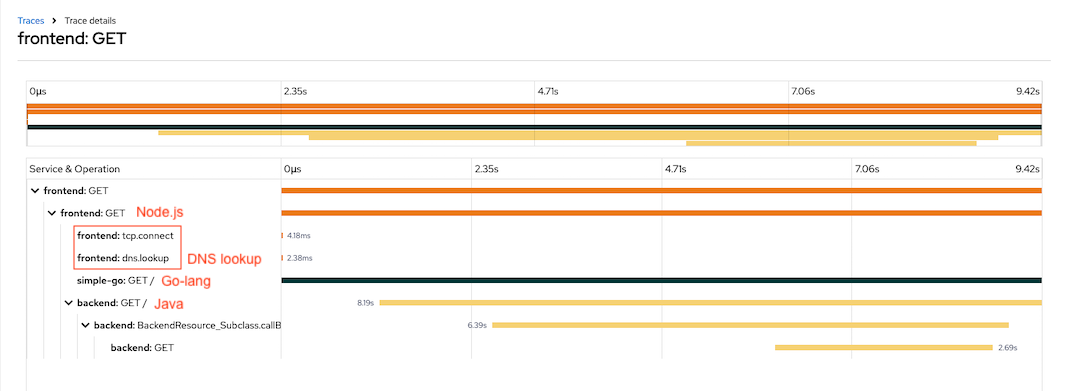 Traces > Trace details
frontend: GET
0μs 2.35s 4.71s 7.06s 9.42s
Service & Operation 0μs 2.35s 4.71s 7.06s 9.42s
frontend: GET
frontend: GET Node.js
frontend: tcp.connect 4.18ms
frontend: dns.lookup DNS lookup 2.38ms
simple-go: GET / Go-lang
backend: GET / Java 8.19s
backend: BackendResource_Subclass.callB 6.39s
backend: GET 2.69s